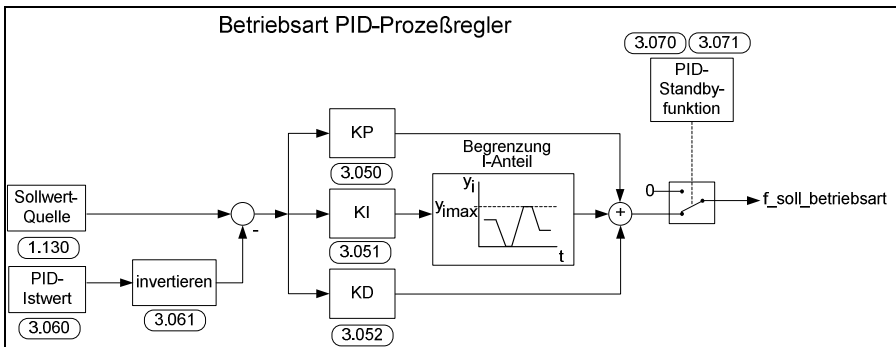 Betriebsart PID-Prozeßregler
3.070 3.071
PID-
Standby-
funktion
KP
3.050
Begrenzung
I-Anteil
yi
yimax
t
Sollwert-
Quelle
1.130
-
KI
3.051
+
0
f_soll_betriebsart
PID-
Istwert
3.060
invertieren
3.061
KD
3.052